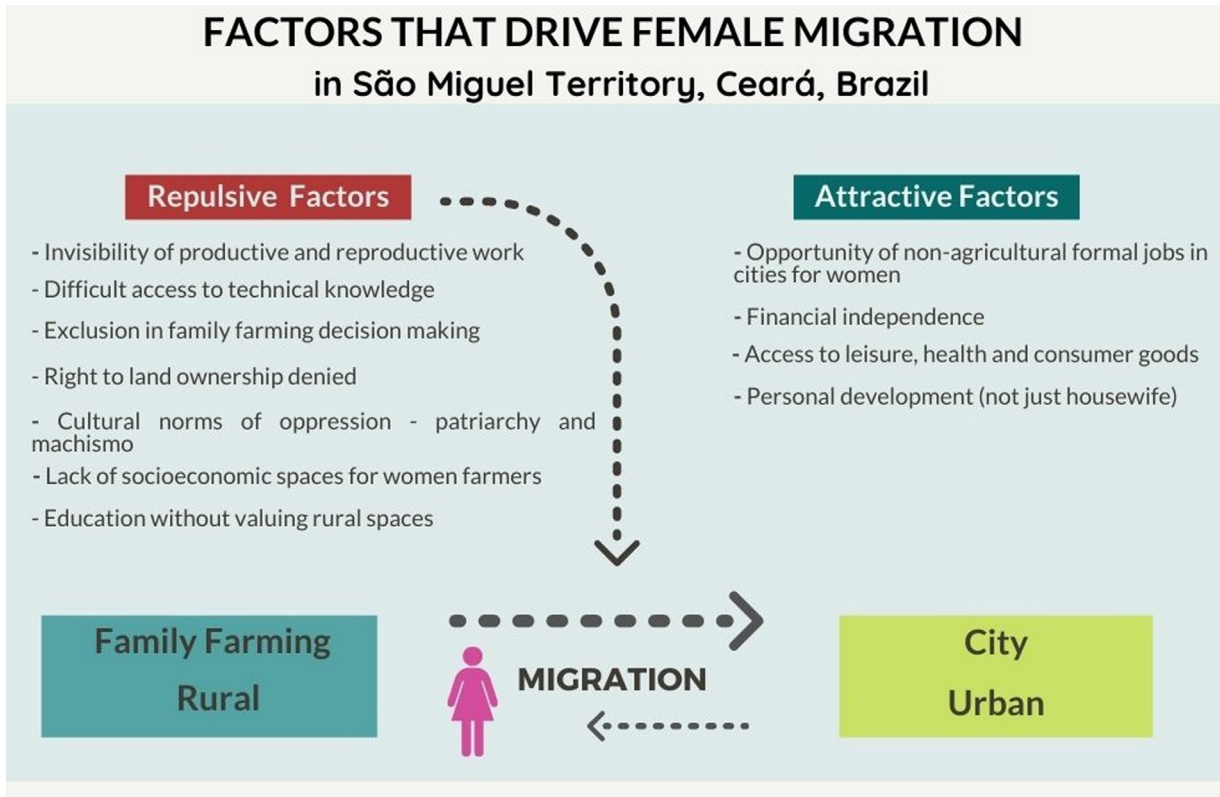 FACTORS THAT DRIVE FEMALE MIGRATION
in São Miguel Territory, Ceará, Brazil
Repulsive Factors
- Invisibility of productive and reproductive work
- Difficult access to technical knowledge
- Exclusion in family farming decision making
- Right to land ownership denied
- Cultural norms of oppression - patriarchy and
machismo
- Lack of socioeconomic spaces for women farmers
- Education without valuing rural spaces
Attractive Factors
- Opportunity of non-agricultural formal jobs in
cities for women
- Financial independence
- Access to leisure, health and consumer goods
- Personal development (not just housewife)
Family Farming
Rural
MIGRATION
City
Urban